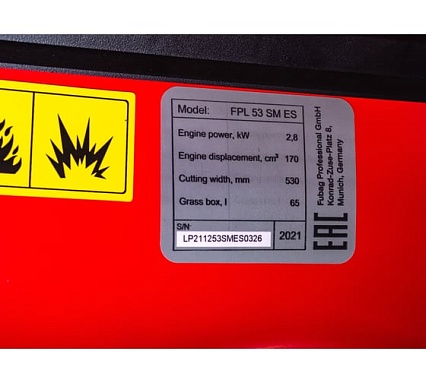 Model: FPL 53 SM ES
Engine power, kW 2,8
Engine displacement, cm³ 170
Cutting width, mm 530
Grass box, l 65
S/N
LP211253SMES0326 2021
Fubag Professional GmbH
Konrad-Zuse-Platz 8,
Munich, Germany
EAC